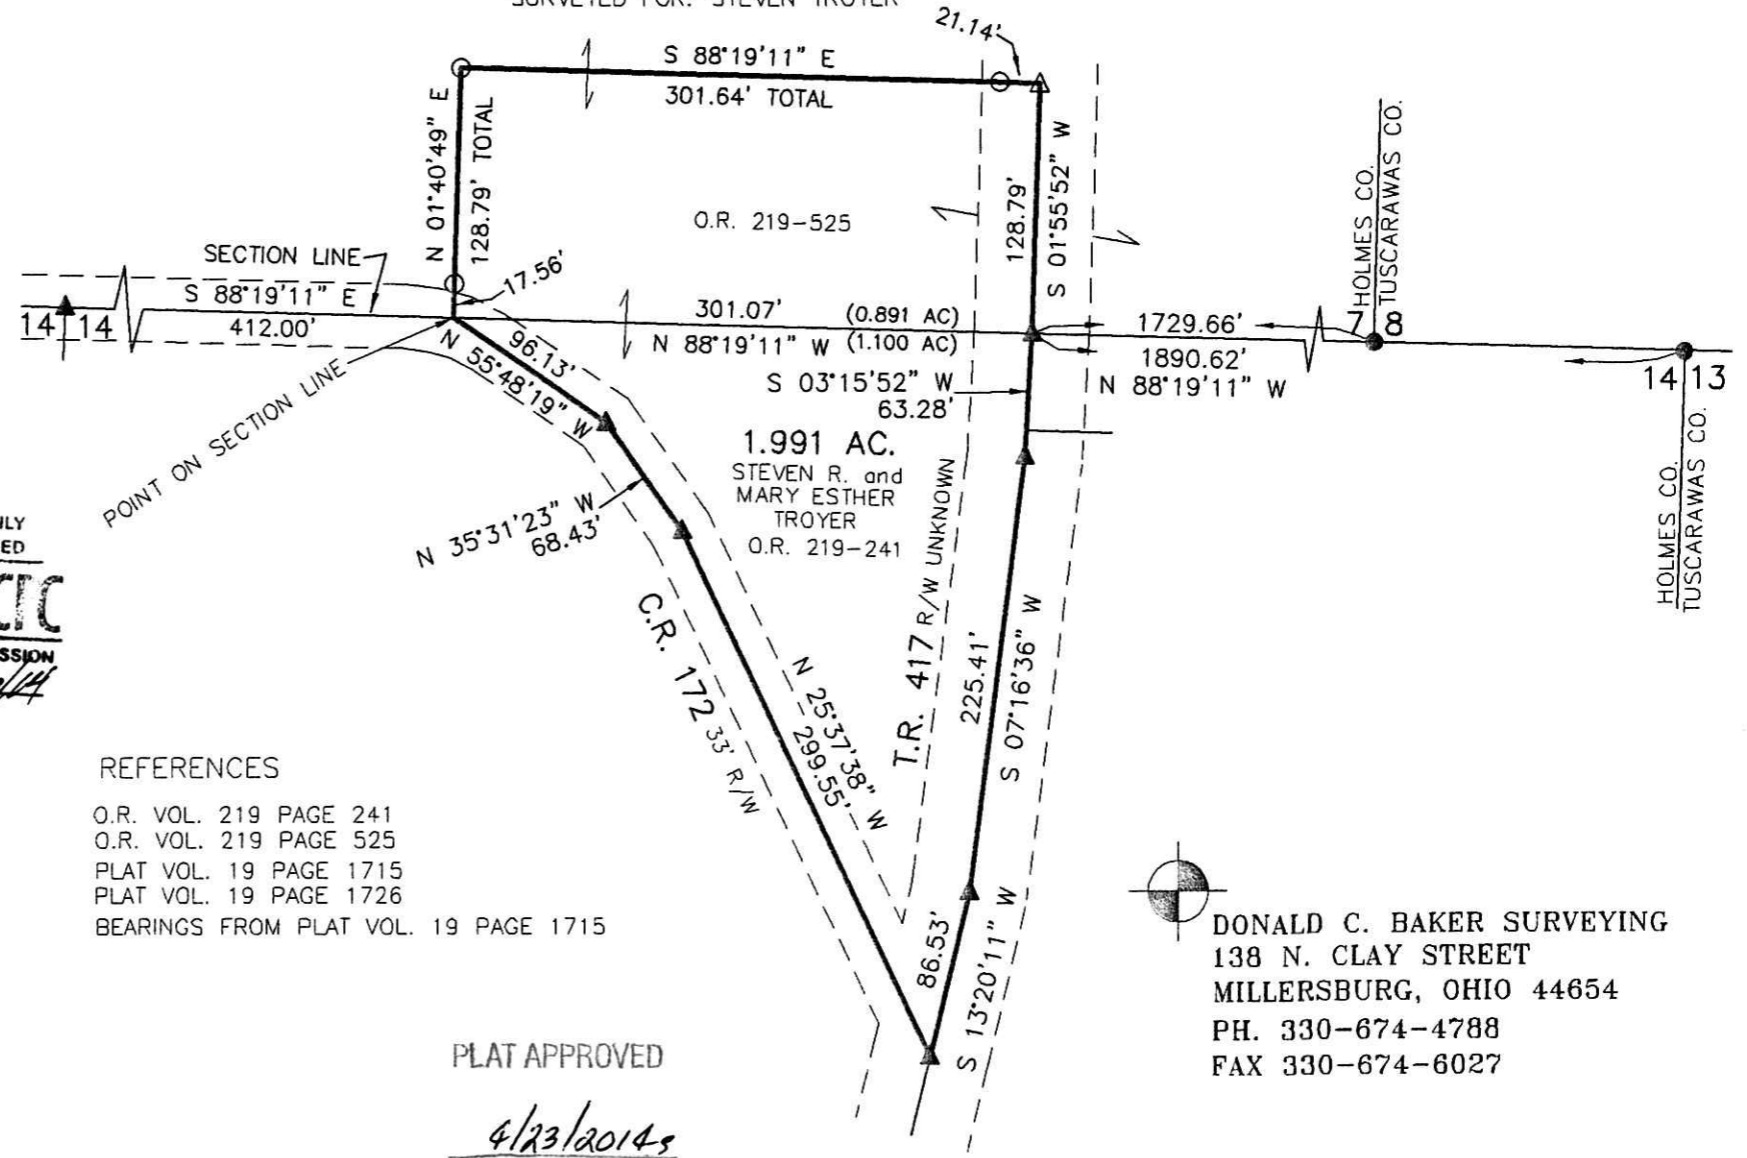 SURVEYED FOR: STEVEN TROYER
21.14'
S 88°19'11" E
301.64' TOTAL
N 01°40'49" E
128.79' TOTAL
128.79'
S 01°55'52" W
O.R. 219-525
HOLMES CO.
TUSCARAWAS CO.
SECTION LINE
17.56'
S 88°19'11" E
412.00'
14 14
301.07' (0.891 AC)
N 88°19'11" W (1.100 AC)
1729.66'
1890.62'
N 88°19'11" W
7 8
14 13
HOLMES CO.
TUSCARAWAS CO.
96.13'
N 55°48'19" W
S 03°15'52" W
63.28'
POINT ON SECTION LINE
1.991 AC.
STEVEN R. and
MARY ESTHER
TROYER
O.R. 219-241
N 35°31'23" W
68.43'
C.R. 172 33' R/W
T.R. 417 R/W UNKNOWN
N 25°37'38" W
299.55'
225.41'
S 07°16'36" W
86.53'
S 13°20'11" W
REFERENCES
O.R. VOL. 219 PAGE 241
O.R. VOL. 219 PAGE 525
PLAT VOL. 19 PAGE 1715
PLAT VOL. 19 PAGE 1726
BEARINGS FROM PLAT VOL. 19 PAGE 1715
DONALD C. BAKER SURVEYING
138 N. CLAY STREET
MILLERSBURG, OHIO 44654
PH. 330-674-4788
FAX 330-674-6027
PLAT APPROVED
4/23/2014